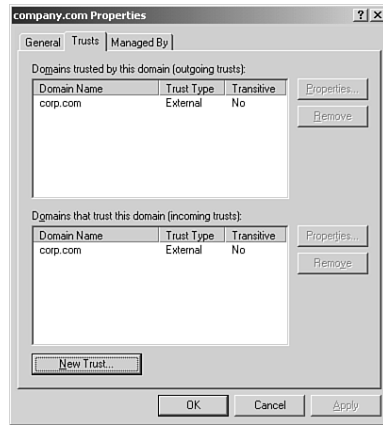 company.com Properties
General Trusts Managed By
Domains trusted by this domain (outgoing trusts):
Domain Name Trust Type Transitive
corp.com External No
Properties...
Remove
Domains that trust this domain (incoming trusts):
Domain Name Trust Type Transitive
corp.com External No
Properties...
Remove
New Trust...
OK Cancel Apply